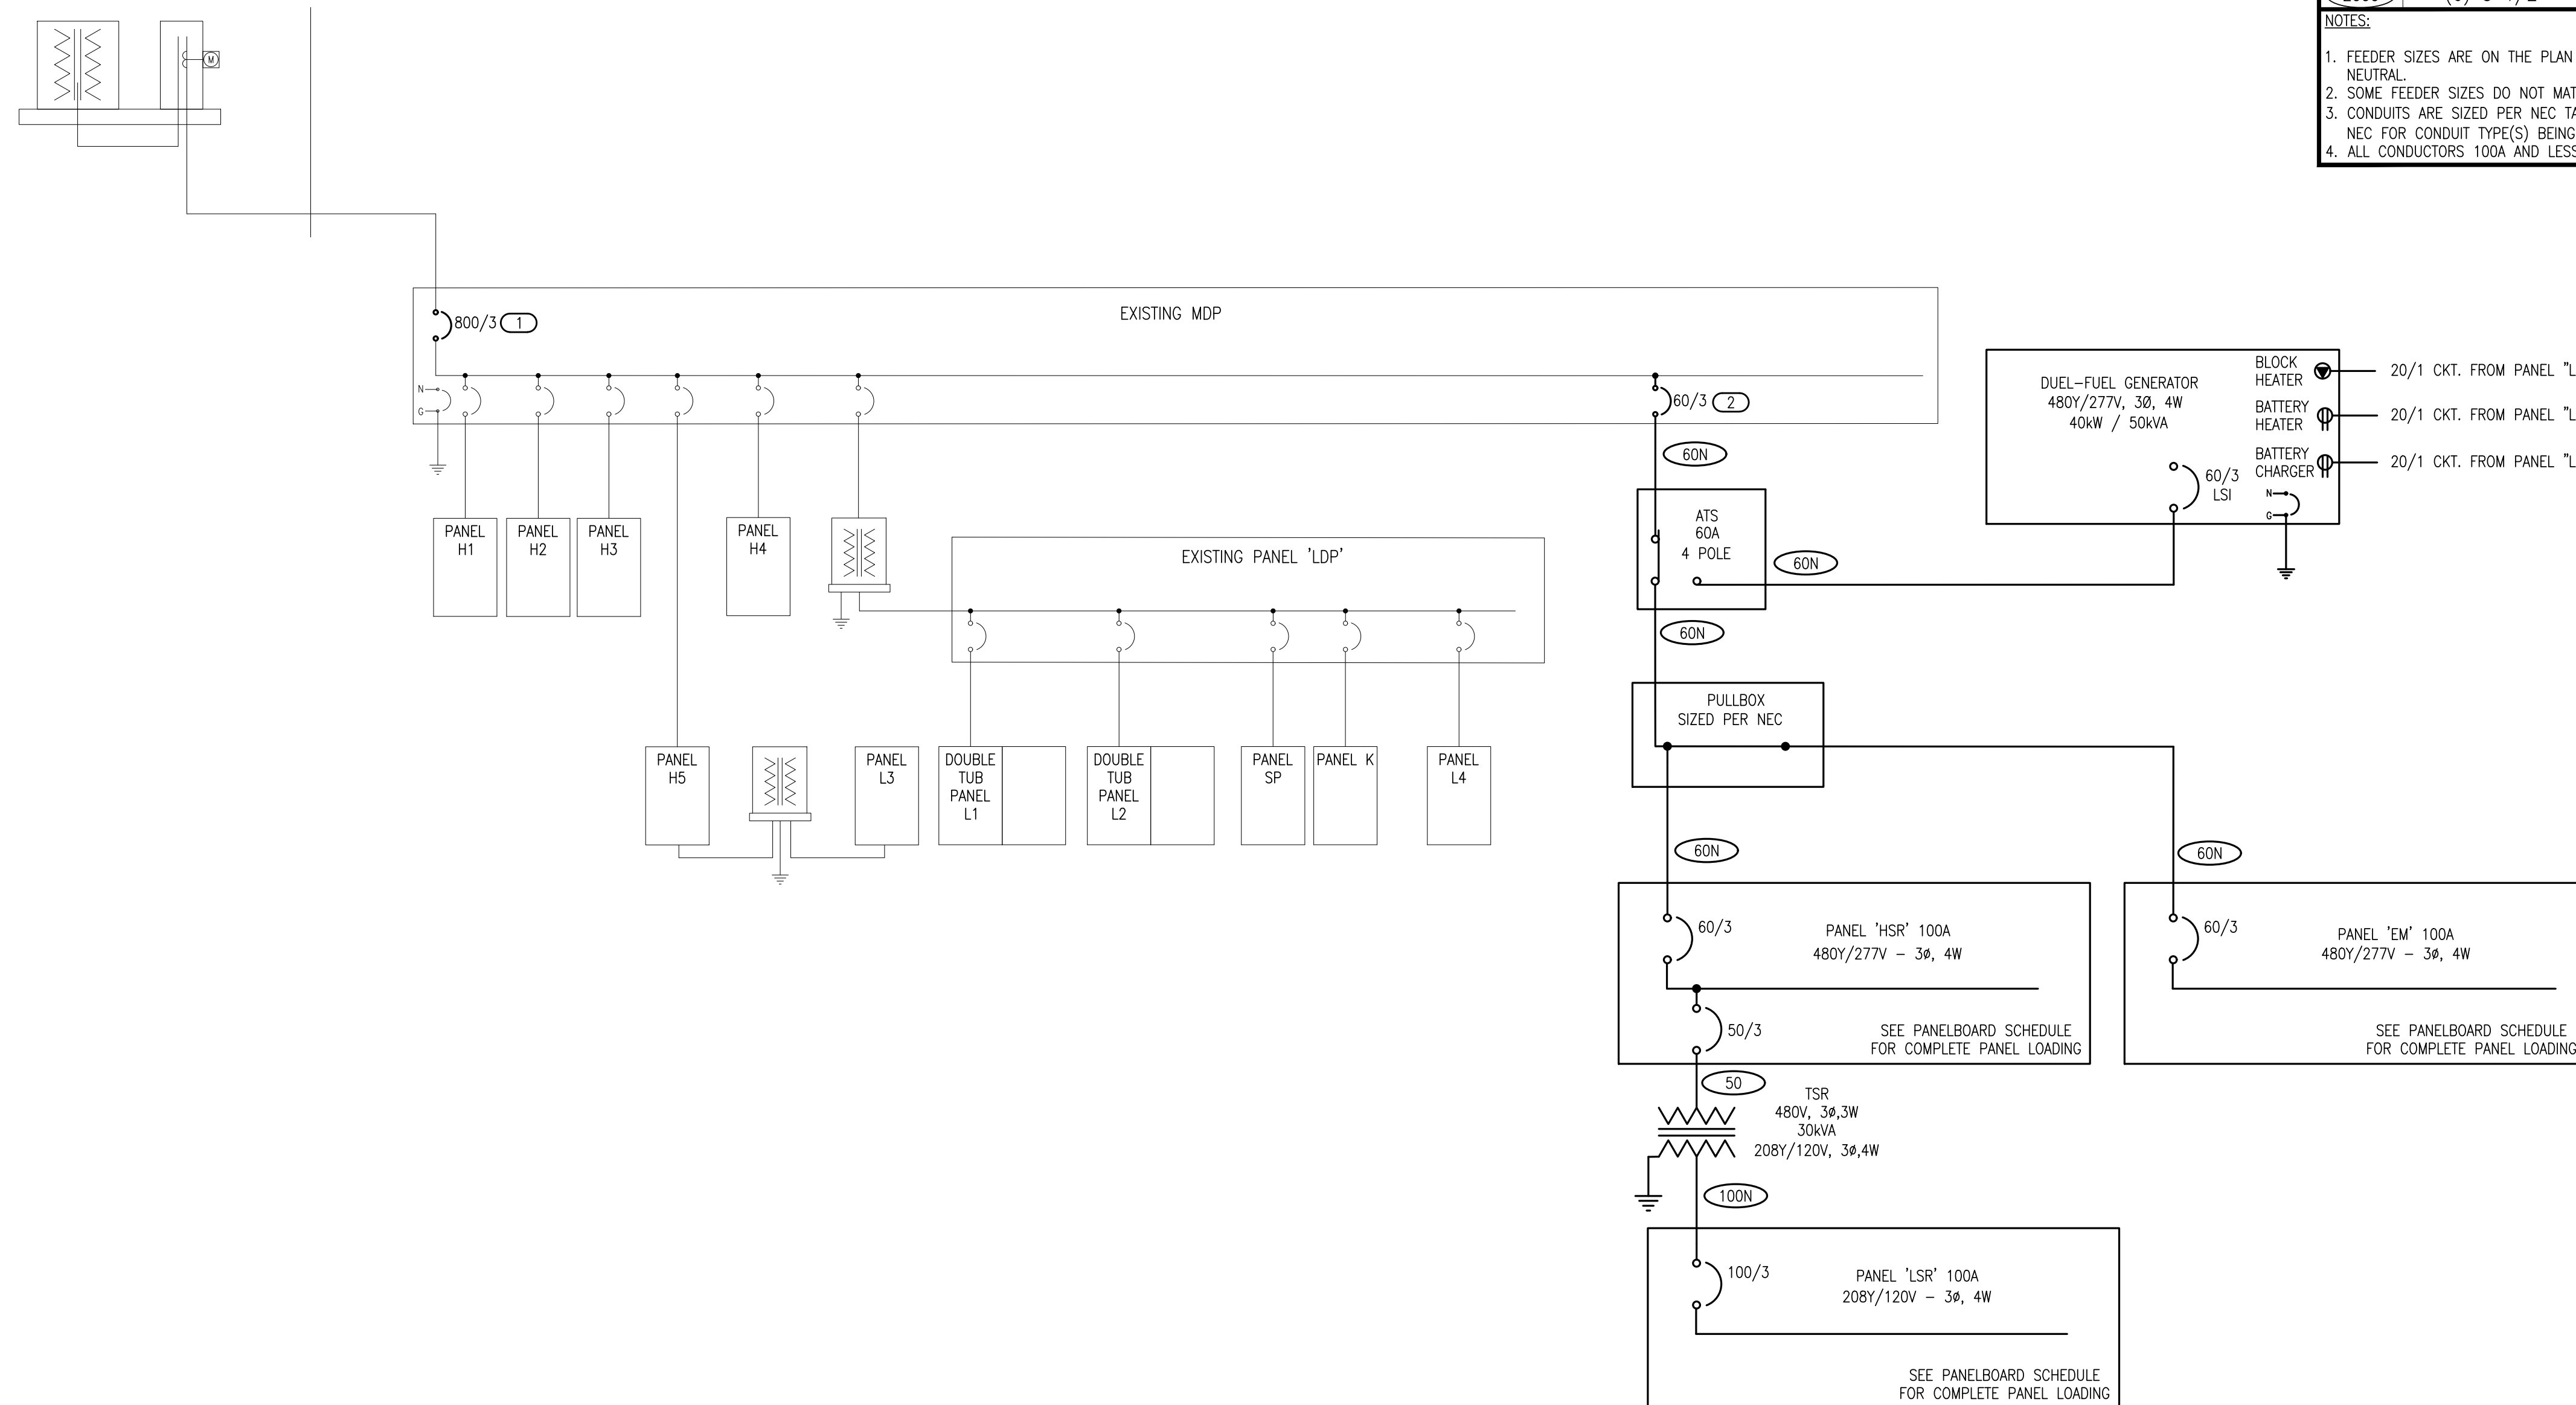 NOTES:
1. FEEDER SIZES ARE ON THE PLAN
NEUTRAL.
2. SOME FEEDER SIZES DO NOT
3. CONDUITS ARE SIZED PER NEC
NEC FOR CONDUIT TYPE(S) BEING
4. ALL CONDUCTORS 100A AND
M
EXISTING MDP
800/3 1
N
G
60/3 2
60N
DUEL-FUEL GENERATOR
480Y/277V, 3Ø, 4W
40kW / 50kVA
BLOCK
HEATER
20/1 CKT. FROM PANEL "L
BATTERY
HEATER
20/1 CKT. FROM PANEL "L
BATTERY
CHARGER
20/1 CKT. FROM PANEL "L
60/3
LSI
N
G
PANEL
H1
PANEL
H2
PANEL
H3
PANEL
H4
EXISTING PANEL 'LDP'
ATS
60A
4 POLE
60N
60N
PULLBOX
SIZED PER NEC
PANEL
H5
PANEL
L3
DOUBLE
TUB
PANEL
L1
DOUBLE
TUB
PANEL
L2
PANEL
SP
PANEL K
PANEL
L4
60N
60N
60/3
PANEL 'HSR' 100A
480Y/277V - 3ø, 4W
50/3
SEE PANELBOARD SCHEDULE
FOR COMPLETE PANEL LOADING
60/3
PANEL 'EM' 100A
480Y/277V - 3ø, 4W
SEE PANELBOARD SCHEDULE
FOR COMPLETE PANEL LOADING
50
TSR
480V, 3ø,3W
30kVA
208Y/120V, 3ø,4W
100N
100/3
PANEL 'LSR' 100A
208Y/120V - 3ø, 4W
SEE PANELBOARD SCHEDULE
FOR COMPLETE PANEL LOADING